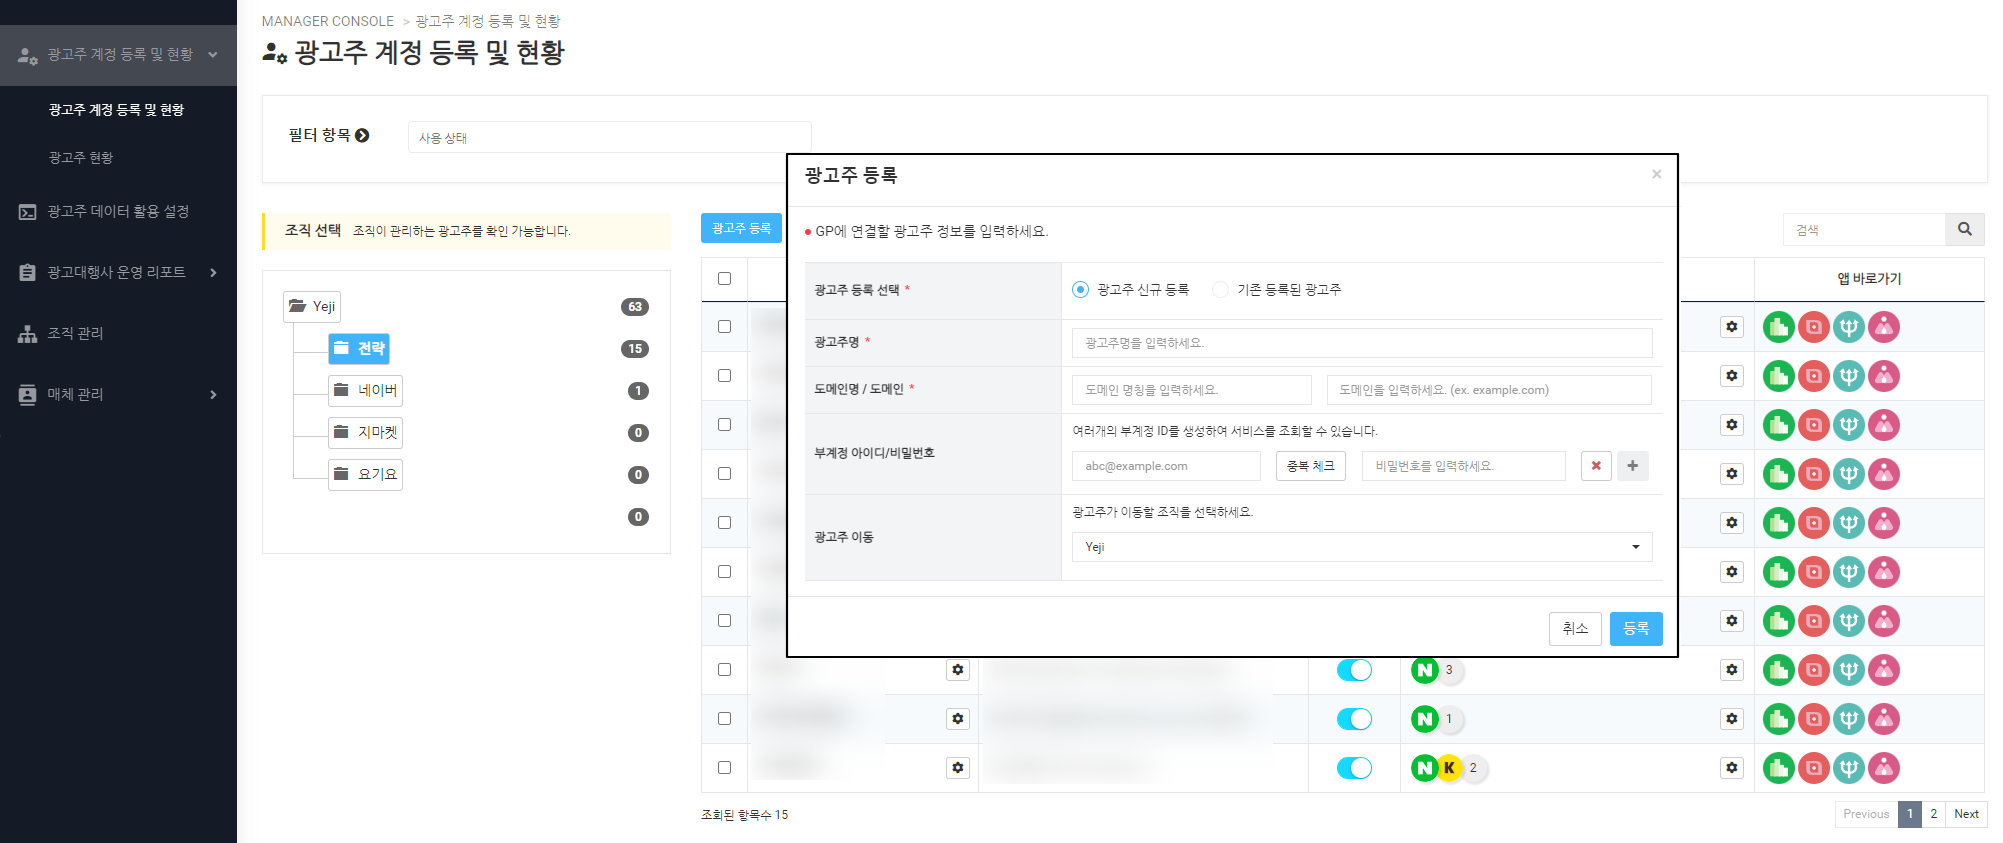 MANAGER CONSOLE > 광고주 계정 등록 및 현황
광고주 계정 등록 및 현황
광고주 계정 등록 및 현황
광고주 계정 등록 및 현황
광고주 현황
광고주 데이터 활용 설정
광고대행사 운영 리포트
조직 관리
매체 관리
필터 항목
사용 상태
조직 선택 조직이 관리하는 광고주를 확인 가능합니다.
Yeji 63
전략 15
네이버 1
지마켓 0
요기요 0
0
광고주 등록
검색
앱 바로가기
광고주 등록 ×
GP에 연결할 광고주 정보를 입력하세요.
광고주 등록 선택 * 광고주 신규 등록 기존 등록된 광고주
광고주명 * 광고주명을 입력하세요.
도메인명 / 도메인 * 도메인 명칭을 입력하세요. 도메인을 입력하세요. (ex. example.com)
여러개의 부계정 ID를 생성하여 서비스를 조회할 수 있습니다.
부계정 아이디/비밀번호
abc@example.com 중복 체크 비밀번호를 입력하세요.
광고주가 이동할 조직을 선택하세요.
광고주 이동
Yeji
취소 등록
N 3
N 1
N K 2
조회된 항목수 15
Previous 1 2 Next